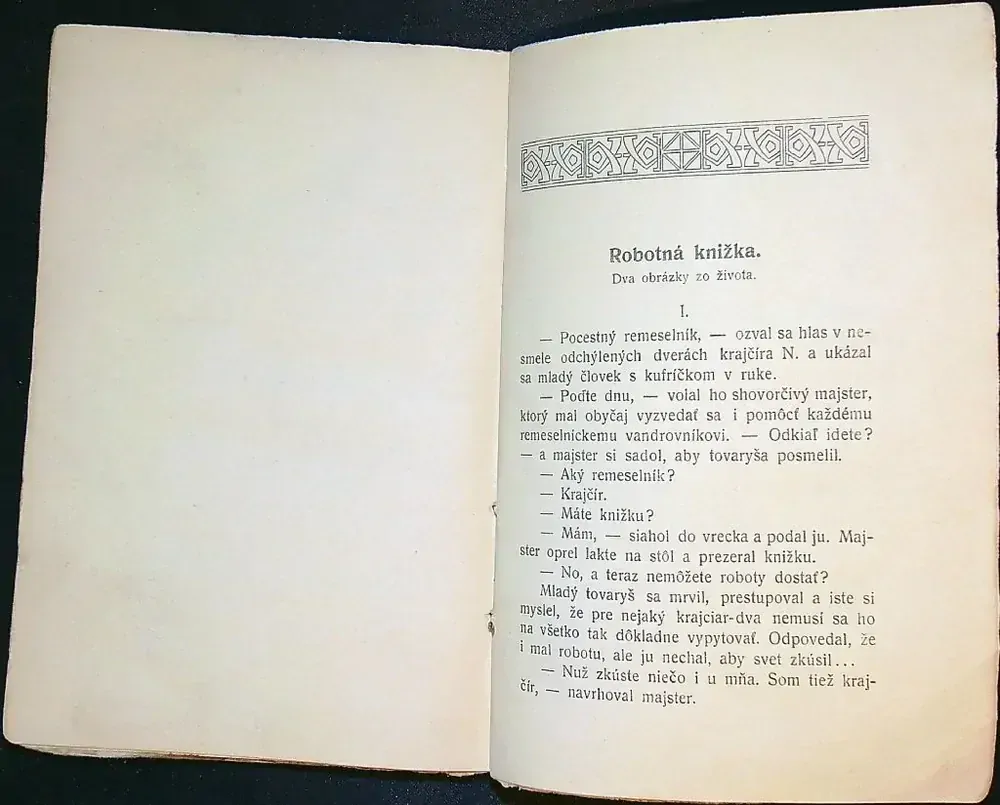 Robotná knižka.
Dva obrázky zo života.
I.
— Pocestný remeselník, — ozval sa hlas v ne-
smele odchýlených dverách krajčíra N. a ukázal
sa mladý človek s kufríčkom v ruke.
— Poďte dnu, — volal ho shovorčivý majster,
ktorý mal obyčaj vyzvedať sa i pomôcť každému
remeselnickemu vandrovníkovi. — Odkiaľ idete?
— a majster si sadol, aby tovaryša posmelil.
— Aký remeselník?
— Krajčír.
— Máte knižku?
— Mám, — siahol do vrecka a podal ju. Maj-
ster oprel lakte na stôl a prezeral knižku.
— No, a teraz nemôžete roboty dostať?
Mladý tovaryš sa mrvil, prestupoval a iste si
myslel, že pre nejaký krajciar-dva nemusí sa ho
na všetko tak dôkladne vypytovať. Odpovedal, že
i mal robotu, ale ju nechal, aby svet zkúsil...
— Nuž zkúste niečo i u mňa. Som tiež kraj-
čír, — navrhoval majster.